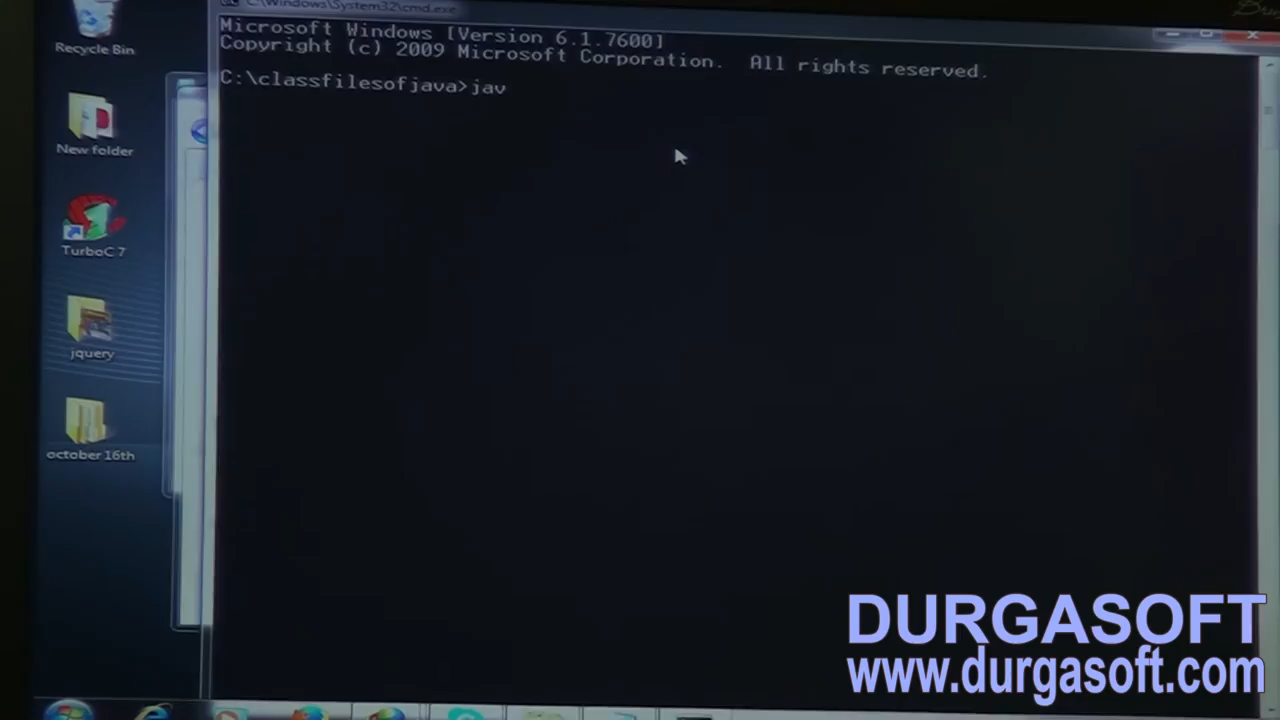 C:\Windows\System32\cmd.exe
Microsoft Windows [Version 6.1.7600]
Copyright (c) 2009 Microsoft Corporation.  All rights reserved.
C:\classfilesofjava>jav
Recycle Bin
New folder
TurboC 7
jquery
october 16th
DURGASOFT
www.durgasoft.com